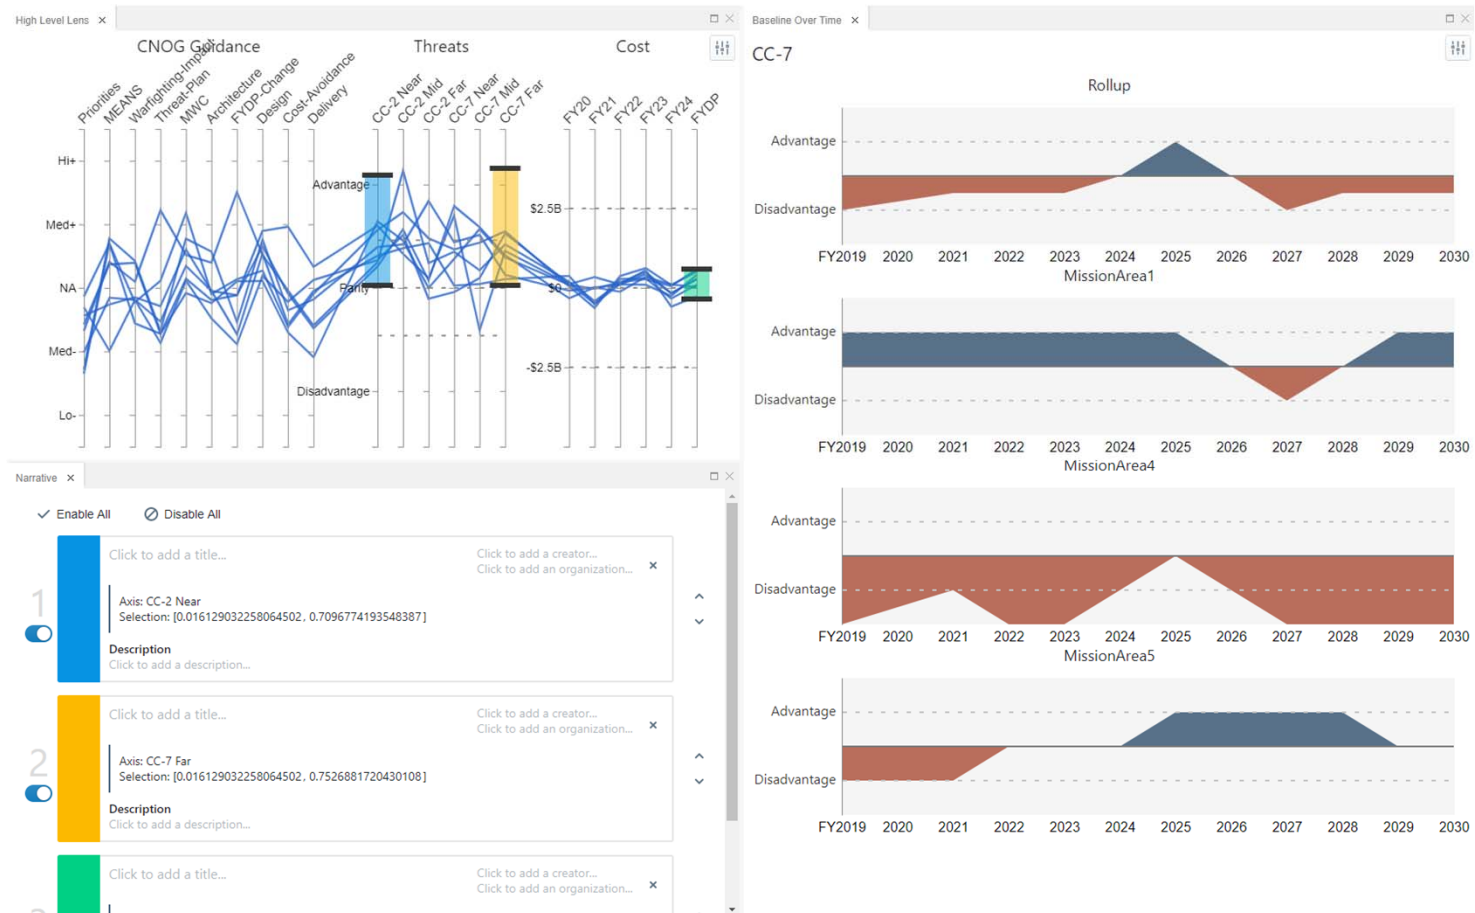 High Level Lens
CNOG Guidance
Threats
Cost
Priorities
MEANS
Warfighting-Impact
Threat-Plan
MWC
Architecture
FYDP-Change
Design
Cost-Avoidance
Delivery
CC-2 Near
CC-2 Mid
CC-2 Far
CC-7 Near
CC-7 Mid
CC-7 Far
FY20
FY21
FY22
FY23
FY24
FYDP
Hi+
Med+
NA
Med-
Lo-
Advantage
Parity
Disadvantage
$2.5B
$0
-$2.5B
Narrative
Enable All
Disable All
1
Click to add a title...
Click to add a creator...
Click to add an organization...
Axis: CC-2 Near
Selection: [0.016129032258064502, 0.7096774193548387]
Description
Click to add a description...
2
Click to add a title...
Click to add a creator...
Click to add an organization...
Axis: CC-7 Far
Selection: [0.016129032258064502, 0.7526881720430108]
Description
Click to add a description...
Click to add a title...
Click to add a creator...
Click to add an organization...
Baseline Over Time
CC-7
Rollup
Advantage
Disadvantage
FY2019 2020 2021 2022 2023 2024 2025 2026 2027 2028 2029 2030
MissionArea1
Advantage
Disadvantage
FY2019 2020 2021 2022 2023 2024 2025 2026 2027 2028 2029 2030
MissionArea4
Advantage
Disadvantage
FY2019 2020 2021 2022 2023 2024 2025 2026 2027 2028 2029 2030
MissionArea5
Advantage
Disadvantage
FY2019 2020 2021 2022 2023 2024 2025 2026 2027 2028 2029 2030